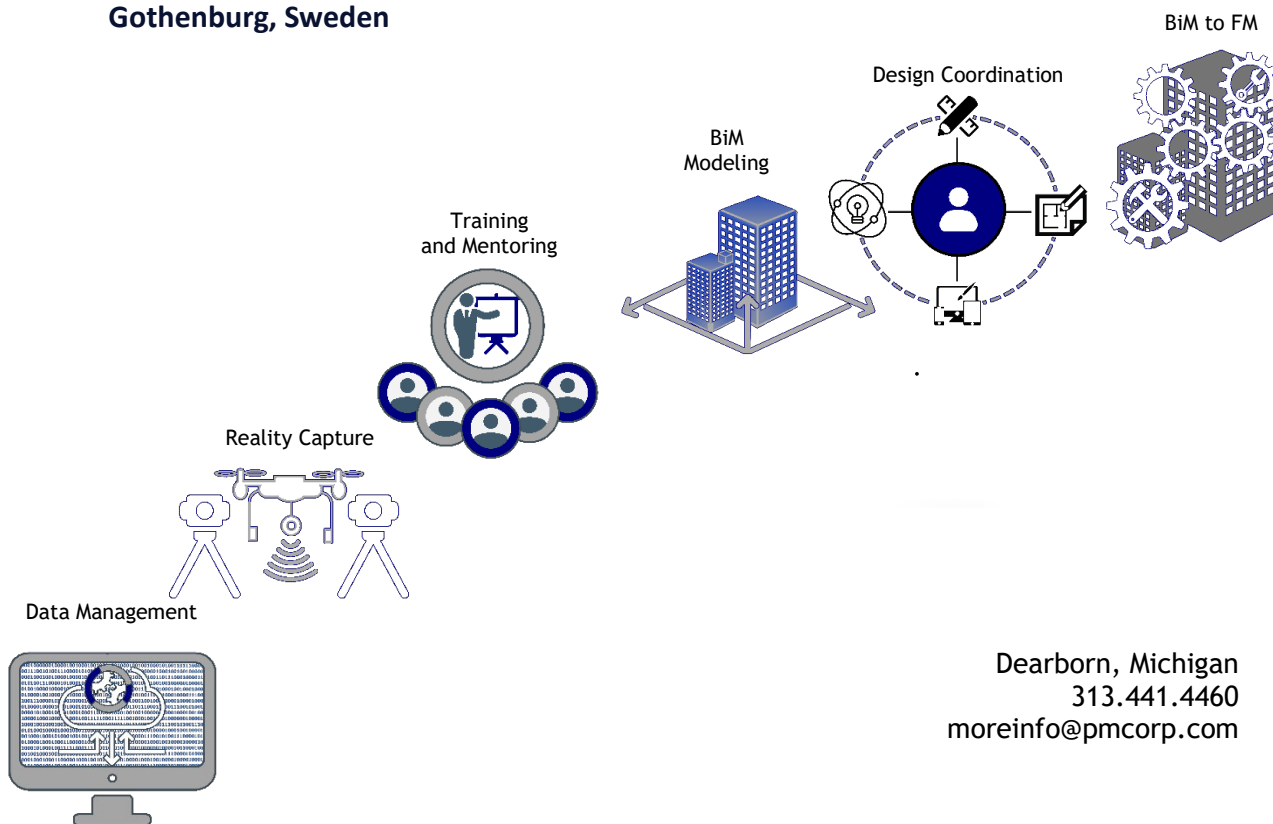 Gothenburg, Sweden
BiM to FM
Design Coordination
BiM
Modeling
Training
and Mentoring
Reality Capture
Data Management
Dearborn, Michigan
313.441.4460
moreinfo@pmcorp.com